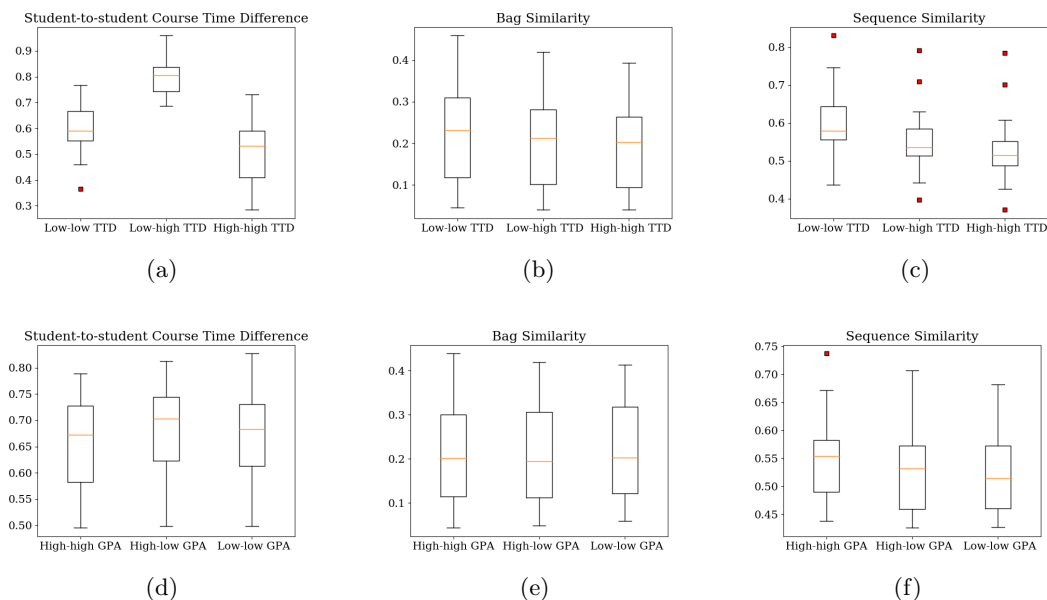 Student-to-student Course Time Difference
0.9
0.8
0.7
0.6
0.5
0.4
0.3
Low-low TTD Low-high TTD High-high TTD
(a)
Bag Similarity
0.4
0.3
0.2
0.1
Low-low TTD Low-high TTD High-high TTD
(b)
Sequence Similarity
0.8
0.7
0.6
0.5
0.4
Low-low TTD Low-high TTD High-high TTD
(c)
Student-to-student Course Time Difference
0.80
0.75
0.70
0.65
0.60
0.55
0.50
High-high GPA High-low GPA Low-low GPA
(d)
Bag Similarity
0.4
0.3
0.2
0.1
High-high GPA High-low GPA Low-low GPA
(e)
Sequence Similarity
0.75
0.70
0.65
0.60
0.55
0.50
0.45
High-high GPA High-low GPA Low-low GPA
(f)